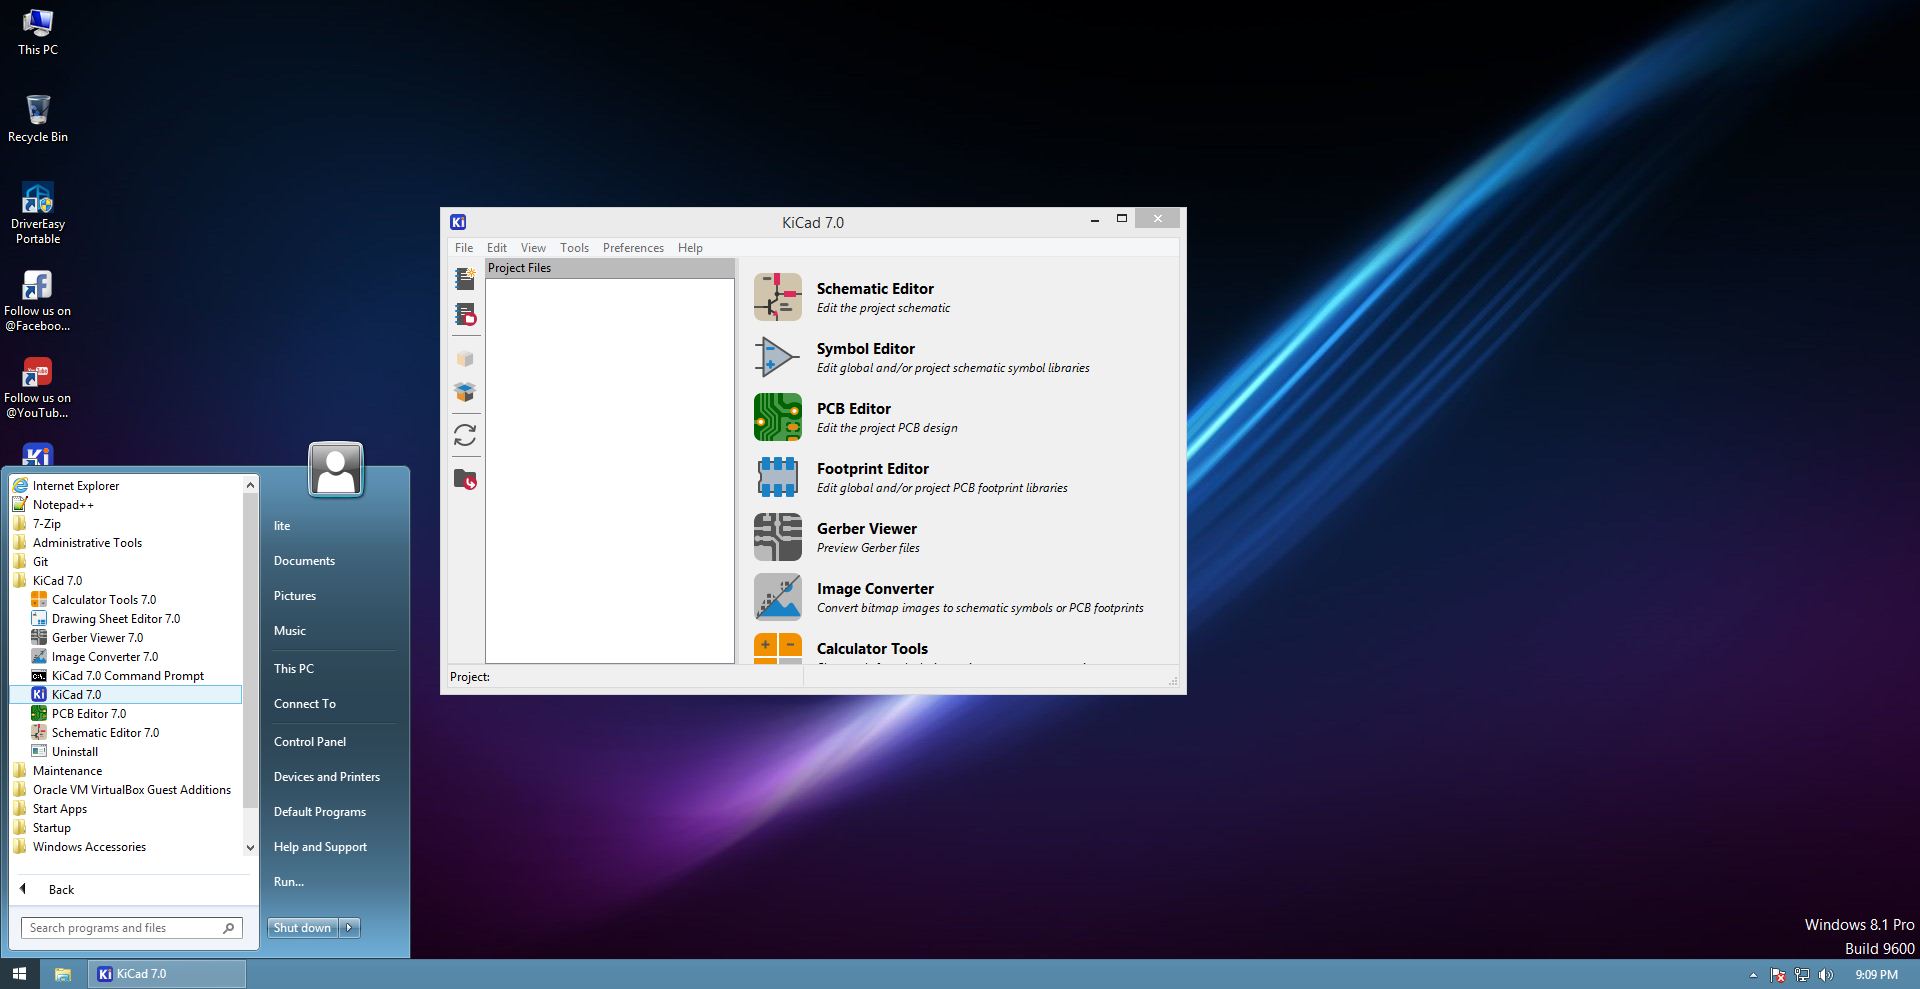 This PC
Recycle Bin
DriverEasy
Portable
Follow us on
@Faceboo...
Follow us on
@YouTub...
Ki
Ki
KiCad 7.0
File Edit View Tools Preferences Help
Project Files
Schematic Editor
Edit the project schematic
Symbol Editor
Edit global and/or project schematic symbol libraries
PCB Editor
Edit the project PCB design
Footprint Editor
Edit global and/or project PCB footprint libraries
Gerber Viewer
Preview Gerber files
Image Converter
Convert bitmap images to schematic symbols or PCB footprints
Calculator Tools
Project:
Internet Explorer
Notepad++
7-Zip
Administrative Tools
Git
KiCad 7.0
Calculator Tools 7.0
Drawing Sheet Editor 7.0
Gerber Viewer 7.0
Image Converter 7.0
KiCad 7.0 Command Prompt
KiCad 7.0
PCB Editor 7.0
Schematic Editor 7.0
Uninstall
Maintenance
Oracle VM VirtualBox Guest Additions
Start Apps
Startup
Windows Accessories
Back
Search programs and files
lite
Documents
Pictures
Music
This PC
Connect To
Control Panel
Devices and Printers
Default Programs
Help and Support
Run...
Shut down
Windows 8.1 Pro
Build 9600
Ki KiCad 7.0
9:09 PM